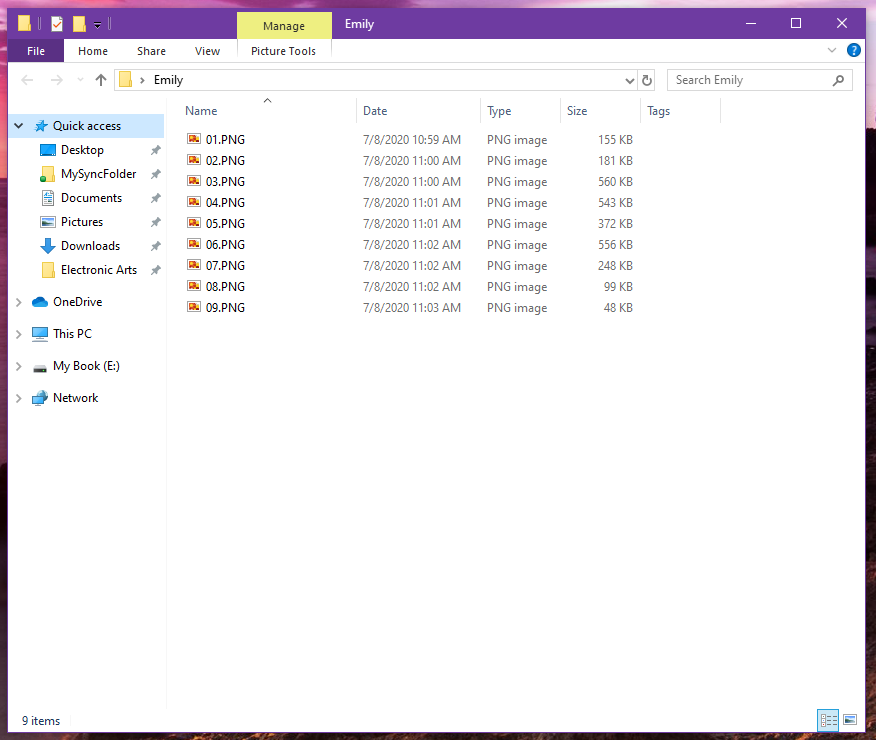 Manage
Emily
File
Home
Share
View
Picture Tools
?
Emily
Search Emily
Name
Date
Type
Size
Tags
01.PNG 7/8/2020 10:59 AM PNG image 155 KB
02.PNG 7/8/2020 11:00 AM PNG image 181 KB
03.PNG 7/8/2020 11:00 AM PNG image 560 KB
04.PNG 7/8/2020 11:01 AM PNG image 543 KB
05.PNG 7/8/2020 11:01 AM PNG image 372 KB
06.PNG 7/8/2020 11:02 AM PNG image 556 KB
07.PNG 7/8/2020 11:02 AM PNG image 248 KB
08.PNG 7/8/2020 11:02 AM PNG image 99 KB
09.PNG 7/8/2020 11:03 AM PNG image 48 KB
Quick access
Desktop
MySyncFolder
Documents
Pictures
Downloads
Electronic Arts
OneDrive
This PC
My Book (E:)
Network
9 items